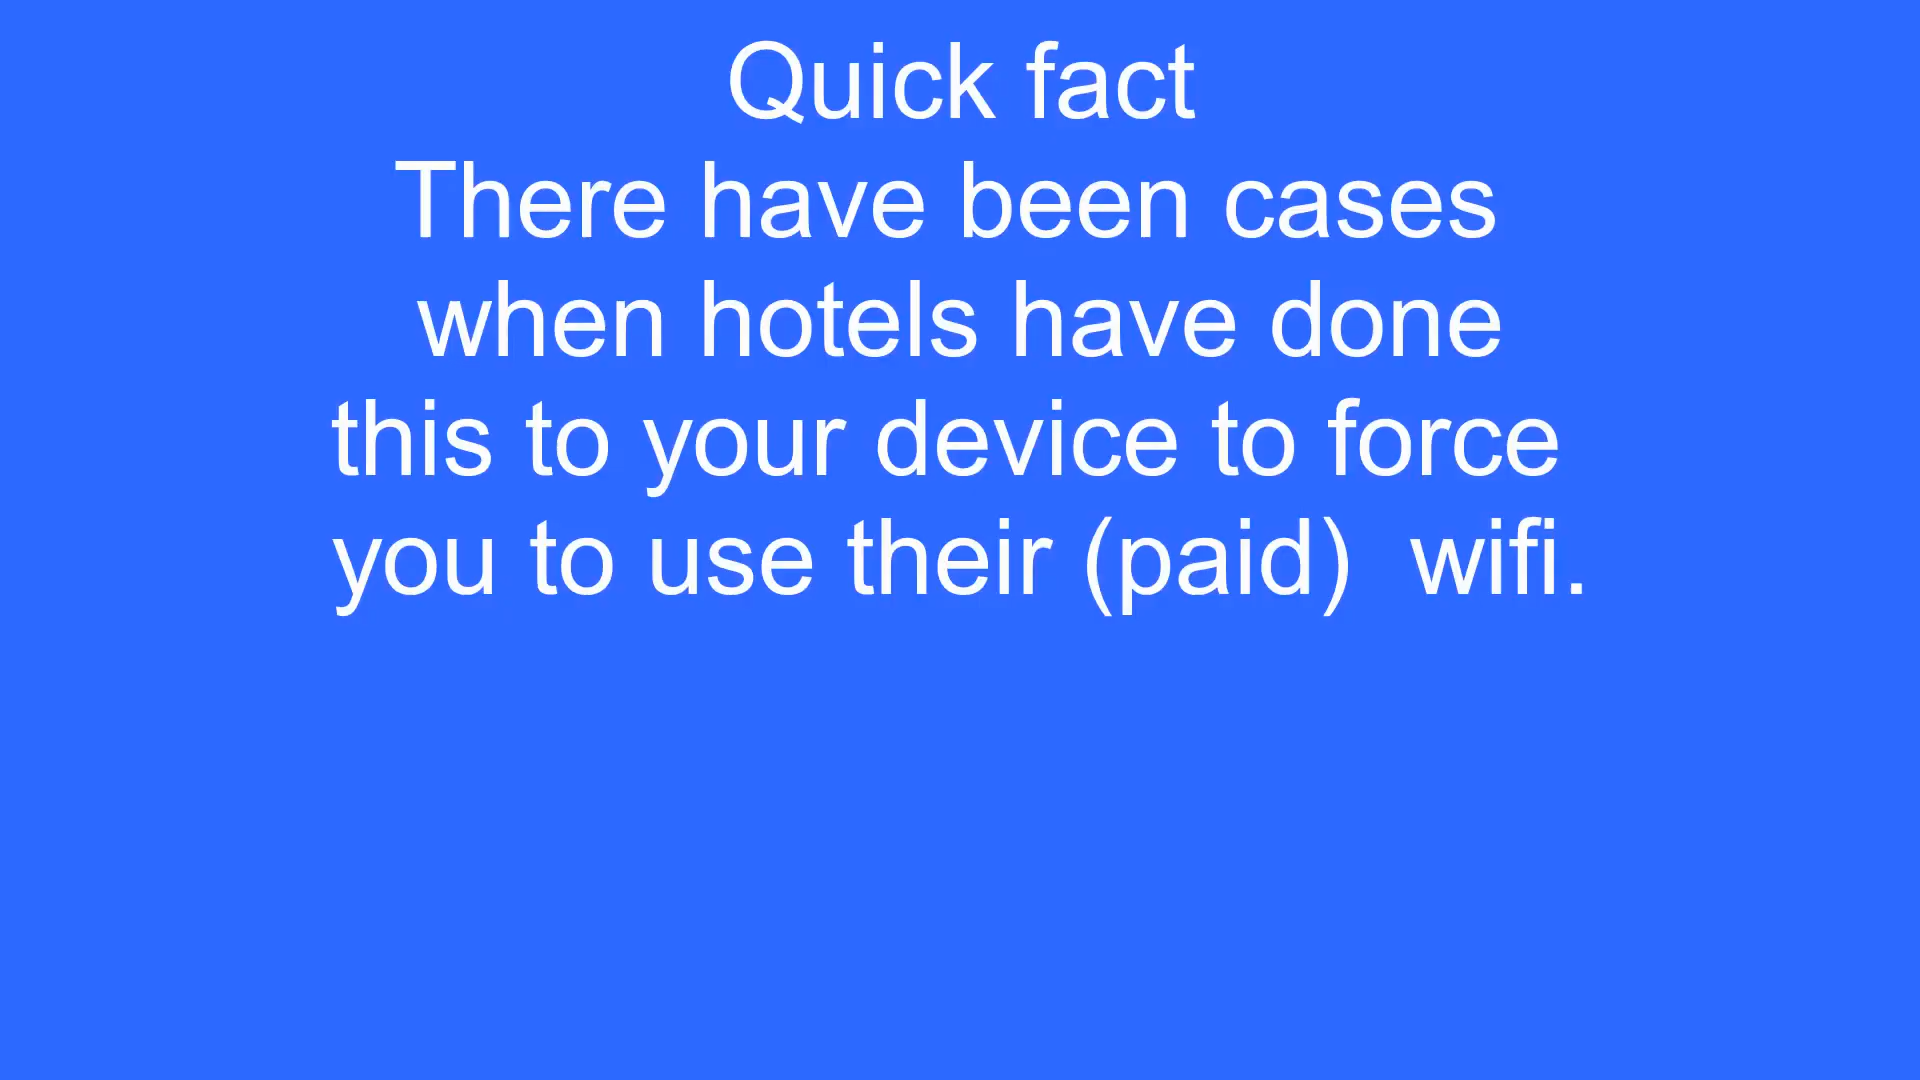 Quick fact
There have been cases
when hotels have done
this to your device to force
you to use their (paid)  wifi.